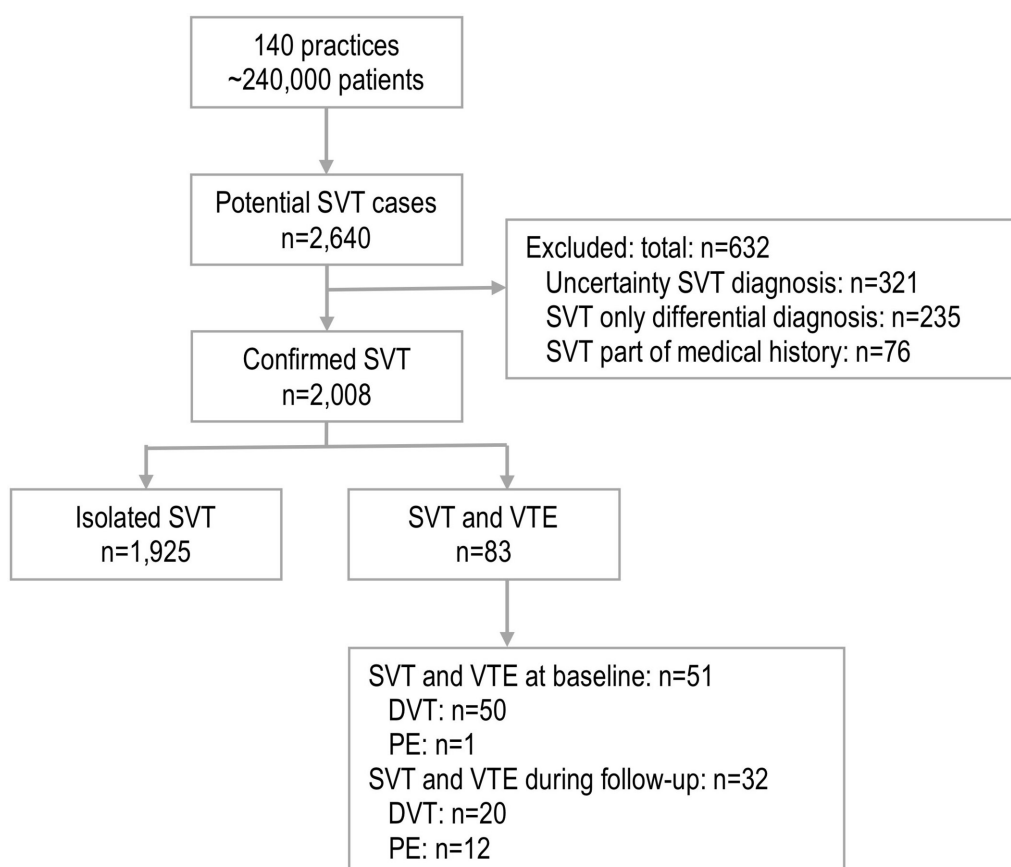 140 practices
~240,000 patients
Potential SVT cases
n=2,640
Excluded: total: n=632
Uncertainty SVT diagnosis: n=321
SVT only differential diagnosis: n=235
SVT part of medical history: n=76
Confirmed SVT
n=2,008
Isolated SVT
n=1,925
SVT and VTE
n=83
SVT and VTE at baseline: n=51
DVT: n=50
PE: n=1
SVT and VTE during follow-up: n=32
DVT: n=20
PE: n=12